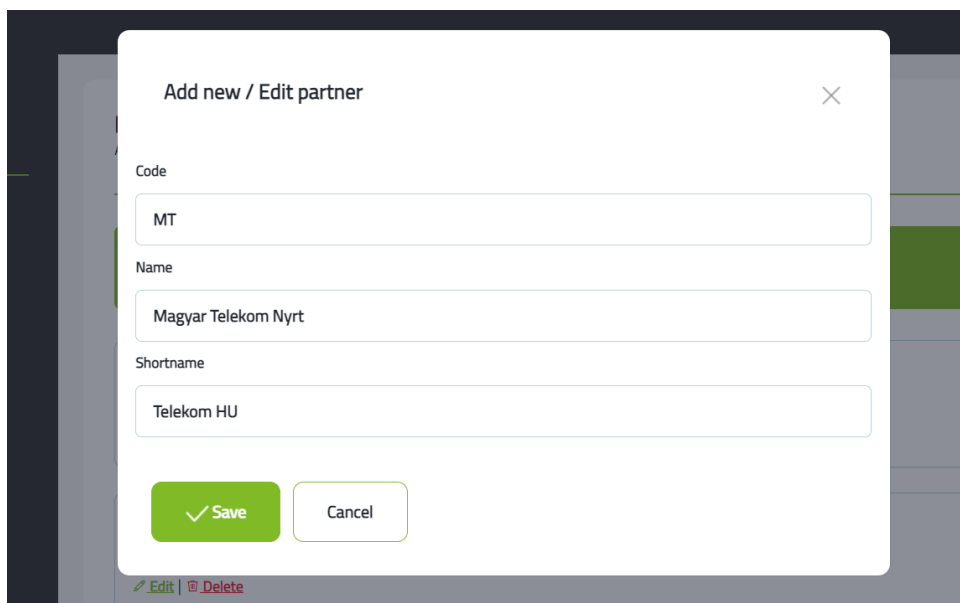 Add new / Edit partner
Code
MT
Name
Magyar Telekom Nyrt
Shortname
Telekom HU
Save
Cancel
Edit | Delete